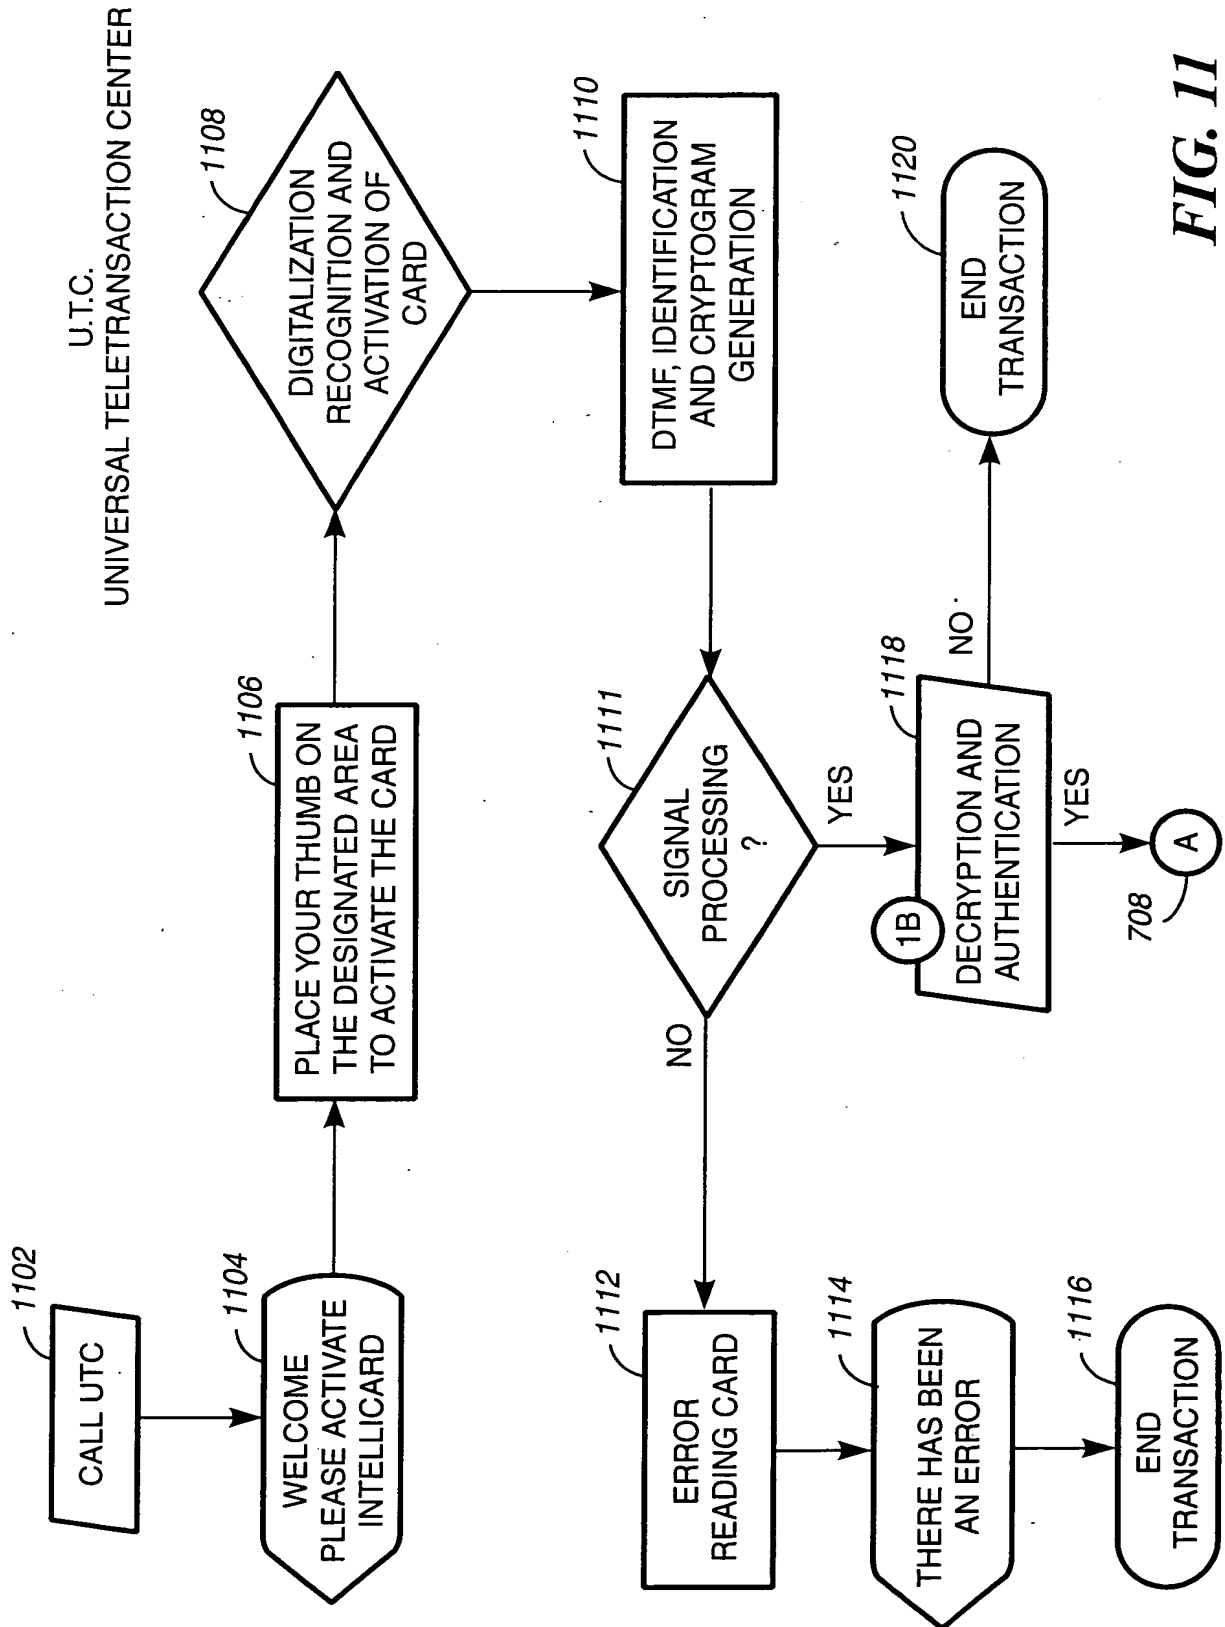 U.T.C.
UNIVERSAL TELETRANSACTION CENTER
1102
CALL UTC
1104
WELCOME
PLEASE ACTIVATE
INTELLICARD
1106
PLACE YOUR THUMB ON
THE DESIGNATED AREA
TO ACTIVATE THE CARD
1108
DIGITALIZATION
RECOGNITION AND
ACTIVATION OF
CARD
1110
DTMF, IDENTIFICATION
AND CRYPTOGRAM
GENERATION
1111
SIGNAL
PROCESSING
?
NO
YES
1112
ERROR
READING CARD
1114
THERE HAS BEEN
AN ERROR
1116
END
TRANSACTION
1118
1B
DECRYPTION AND
AUTHENTICATION
NO
YES
1120
END
TRANSACTION
A
708
FIG. 11